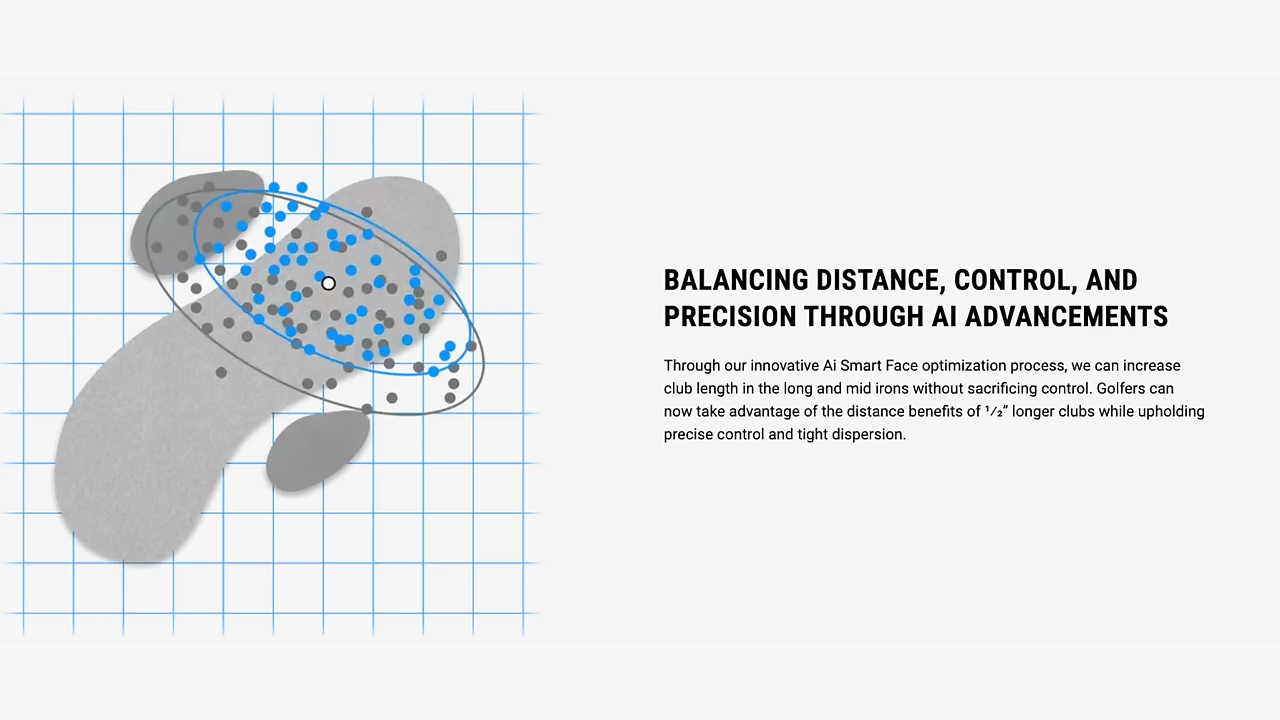 BALANCING DISTANCE, CONTROL, AND
PRECISION THROUGH AI ADVANCEMENTS
Through our innovative Ai Smart Face optimization process, we can increase
club length in the long and mid irons without sacrificing control. Golfers can
now take advantage of the distance benefits of ¹⁄₂” longer clubs while upholding
precise control and tight dispersion.